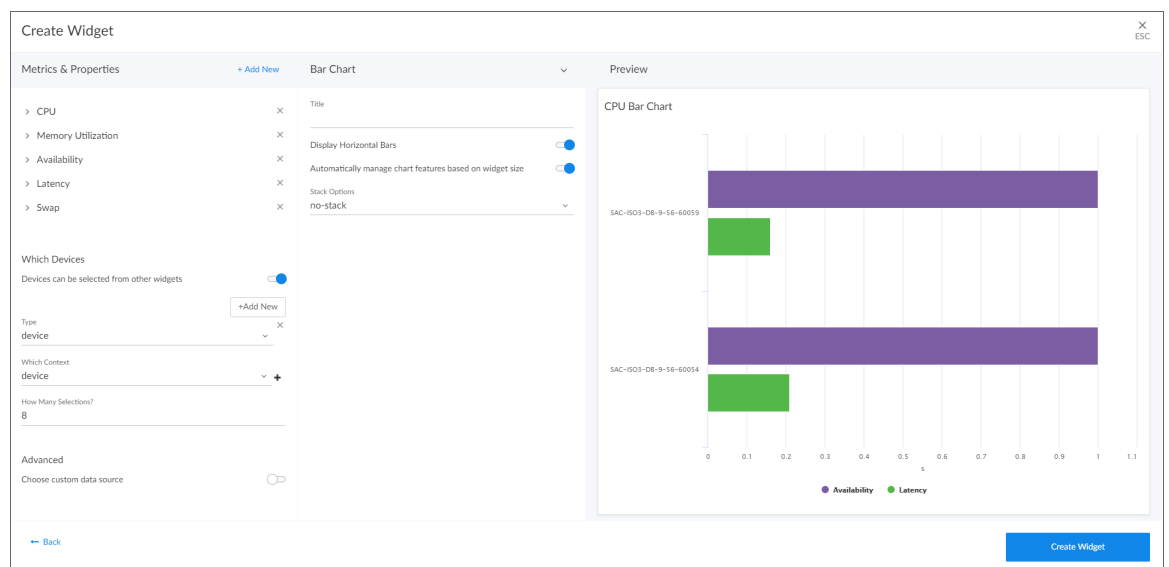 Create Widget
ESC
Metrics & Properties
+ Add New
CPU
Memory Utilization
Availability
Latency
Swap
Which Devices
Devices can be selected from other widgets
+Add New
Type
device
Which Context
device
How Many Selections?
8
Advanced
Choose custom data source
Bar Chart
Title
Display Horizontal Bars
Automatically manage chart features based on widget size
Stack Options
no-stack
Preview
CPU Bar Chart
SAC-ISO3-DB-9-56-60059
SAC-ISO3-DB-9-56-60054
0 0.1 0.2 0.3 0.4 0.5 0.6 0.7 0.8 0.9 1 1.1
s
Availability Latency
← Back
Create Widget